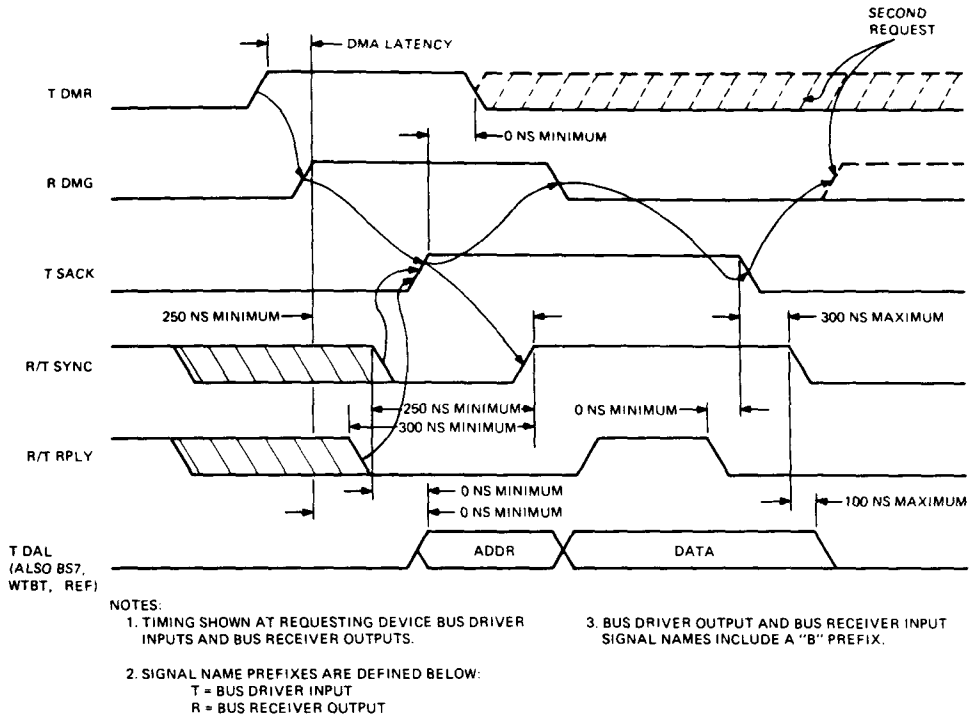 SECOND
REQUEST
DMA LATENCY
T DMR
0 NS MINIMUM
R DMG
T SACK
250 NS MINIMUM
300 NS MAXIMUM
R/T SYNC
250 NS MINIMUM
0 NS MINIMUM
300 NS MINIMUM
R/T RPLY
0 NS MINIMUM
100 NS MAXIMUM
0 NS MINIMUM
T DAL
(ALSO BS7,
WTBT, REF)
ADDR
DATA
NOTES:
1. TIMING SHOWN AT REQUESTING DEVICE BUS DRIVER
INPUTS AND BUS RECEIVER OUTPUTS.
2. SIGNAL NAME PREFIXES ARE DEFINED BELOW:
T = BUS DRIVER INPUT
R = BUS RECEIVER OUTPUT
3. BUS DRIVER OUTPUT AND BUS RECEIVER INPUT
SIGNAL NAMES INCLUDE A "B" PREFIX.